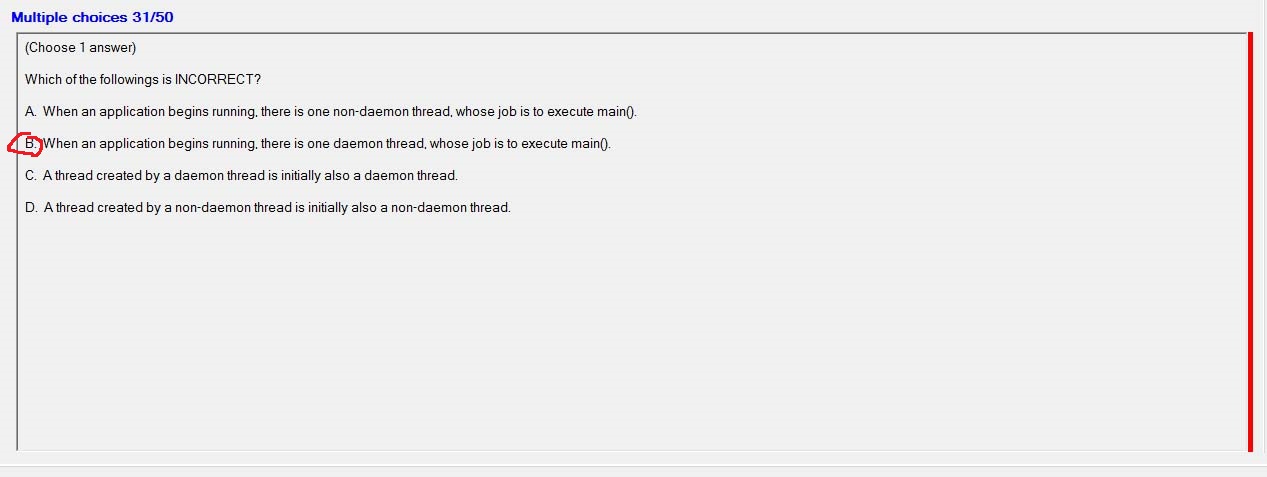 Multiple choices 31/50
(Choose 1 answer)
Which of the followings is INCORRECT?
A. When an application begins running, there is one non-daemon thread, whose job is to execute main().
B. When an application begins running, there is one daemon thread, whose job is to execute main().
C. A thread created by a daemon thread is initially also a daemon thread.
D. A thread created by a non-daemon thread is initially also a non-daemon thread.